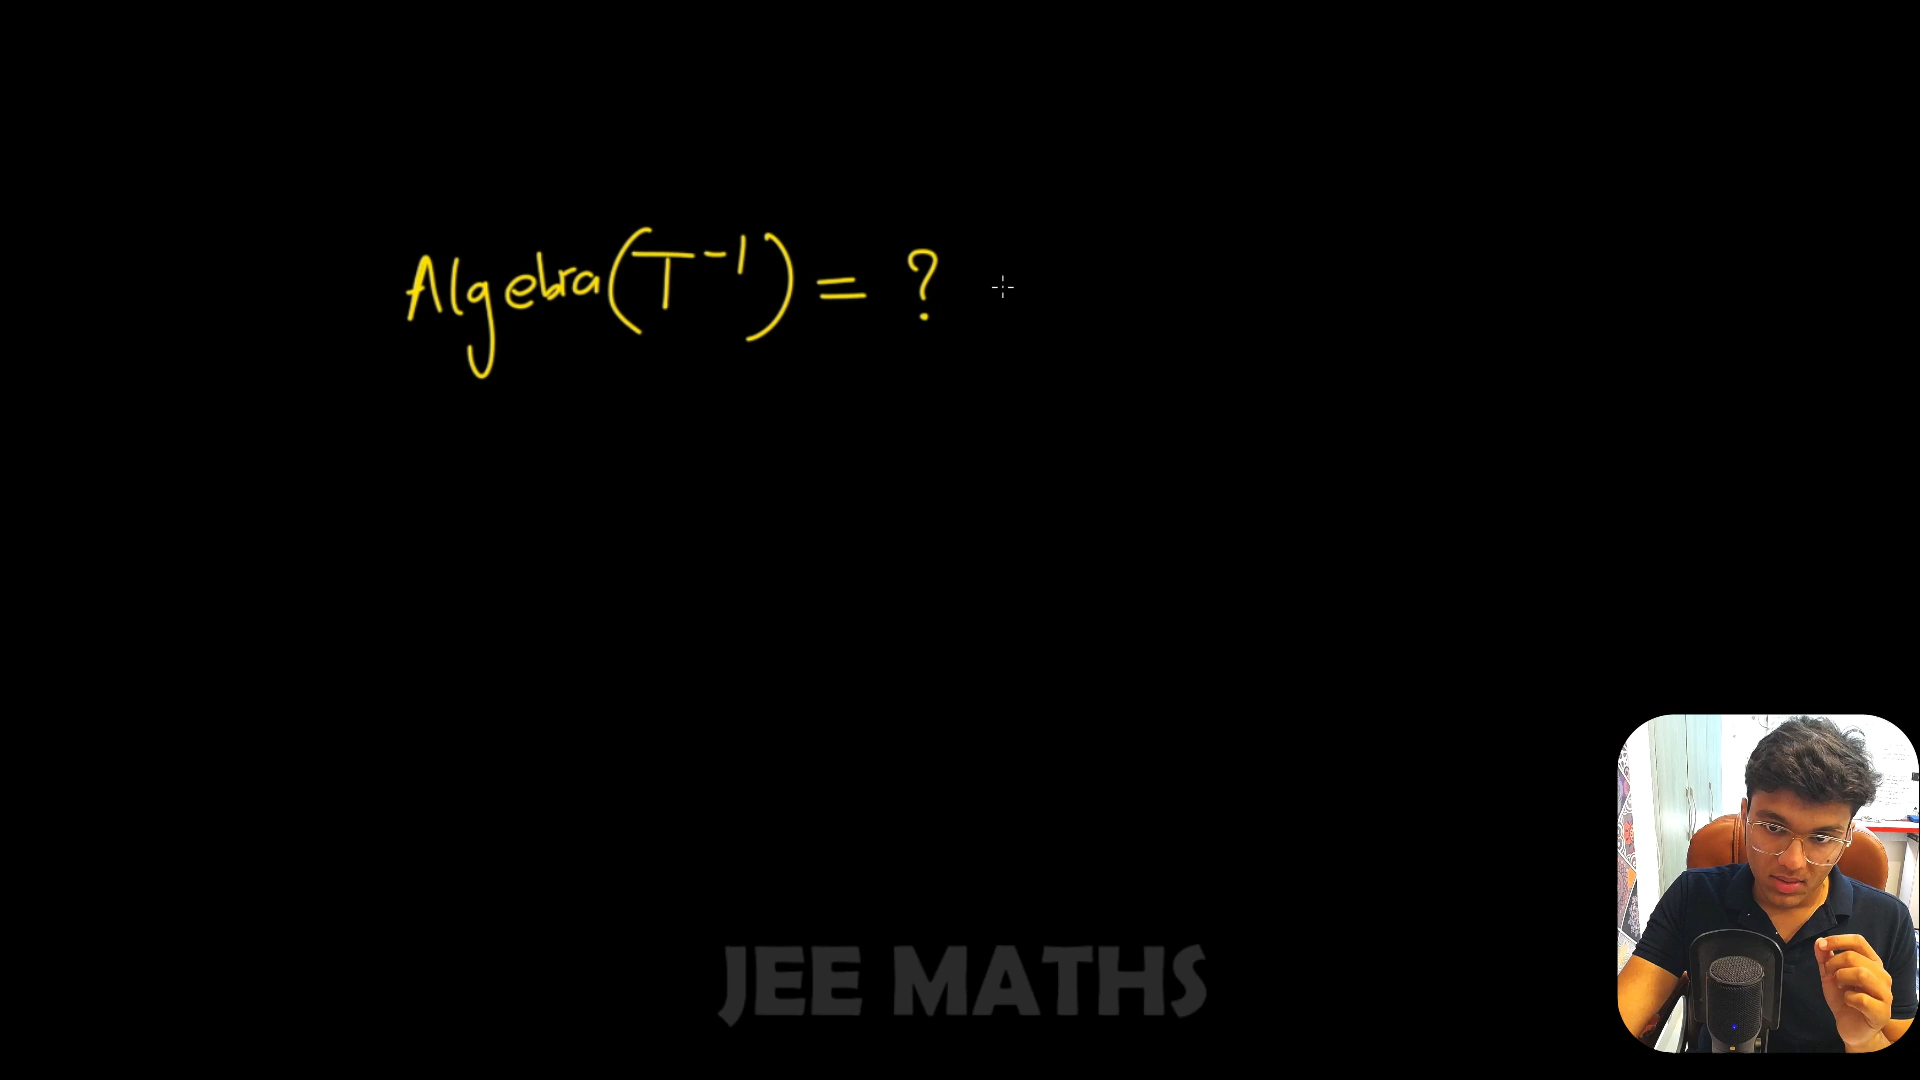 Algebra(T⁻¹) = ?
JEE MATHS